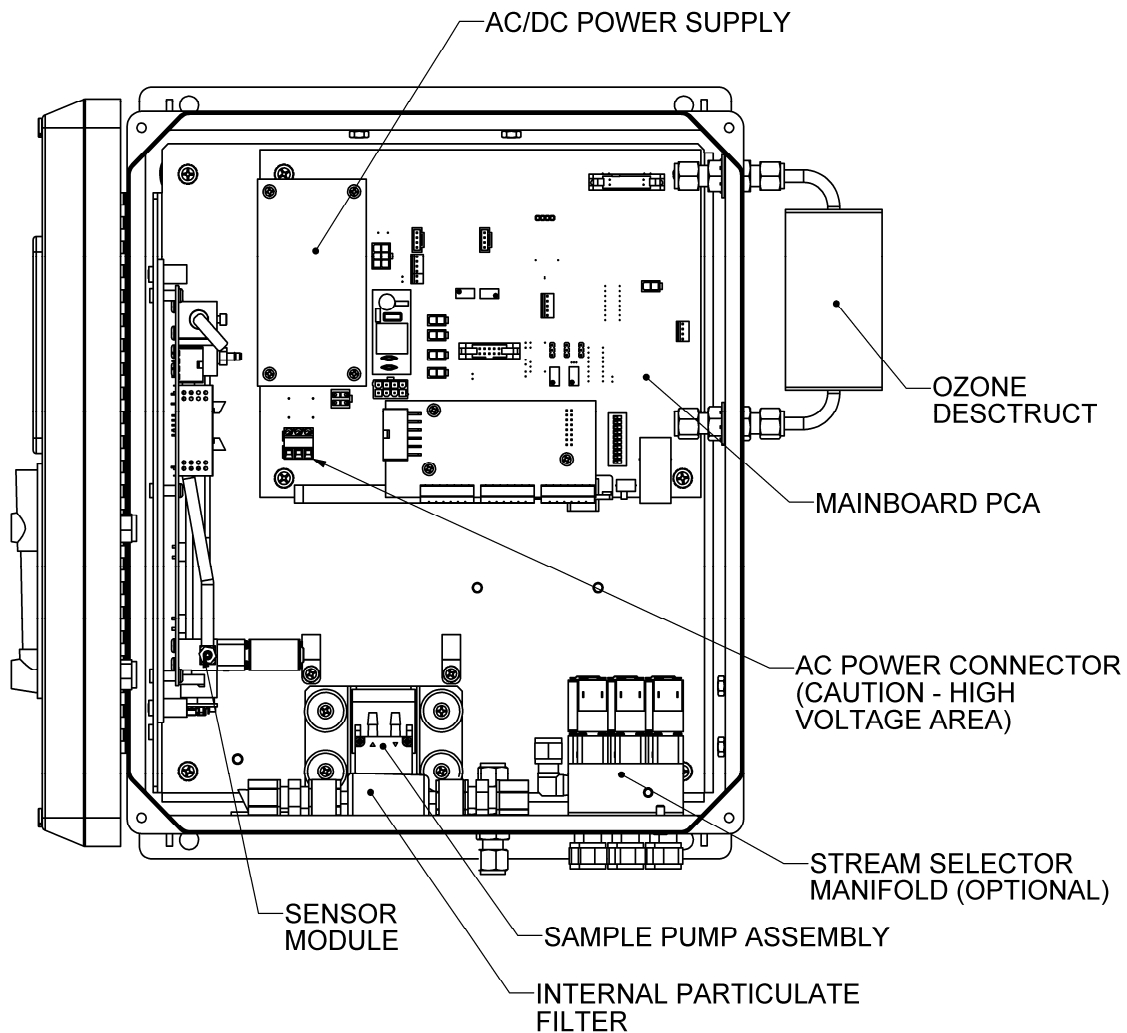 AC/DC POWER SUPPLY
OZONE
DESCTRUCT
MAINBOARD PCA
AC POWER CONNECTOR
(CAUTION - HIGH
VOLTAGE AREA)
STREAM SELECTOR
MANIFOLD (OPTIONAL)
SENSOR
MODULE
SAMPLE PUMP ASSEMBLY
INTERNAL PARTICULATE
FILTER